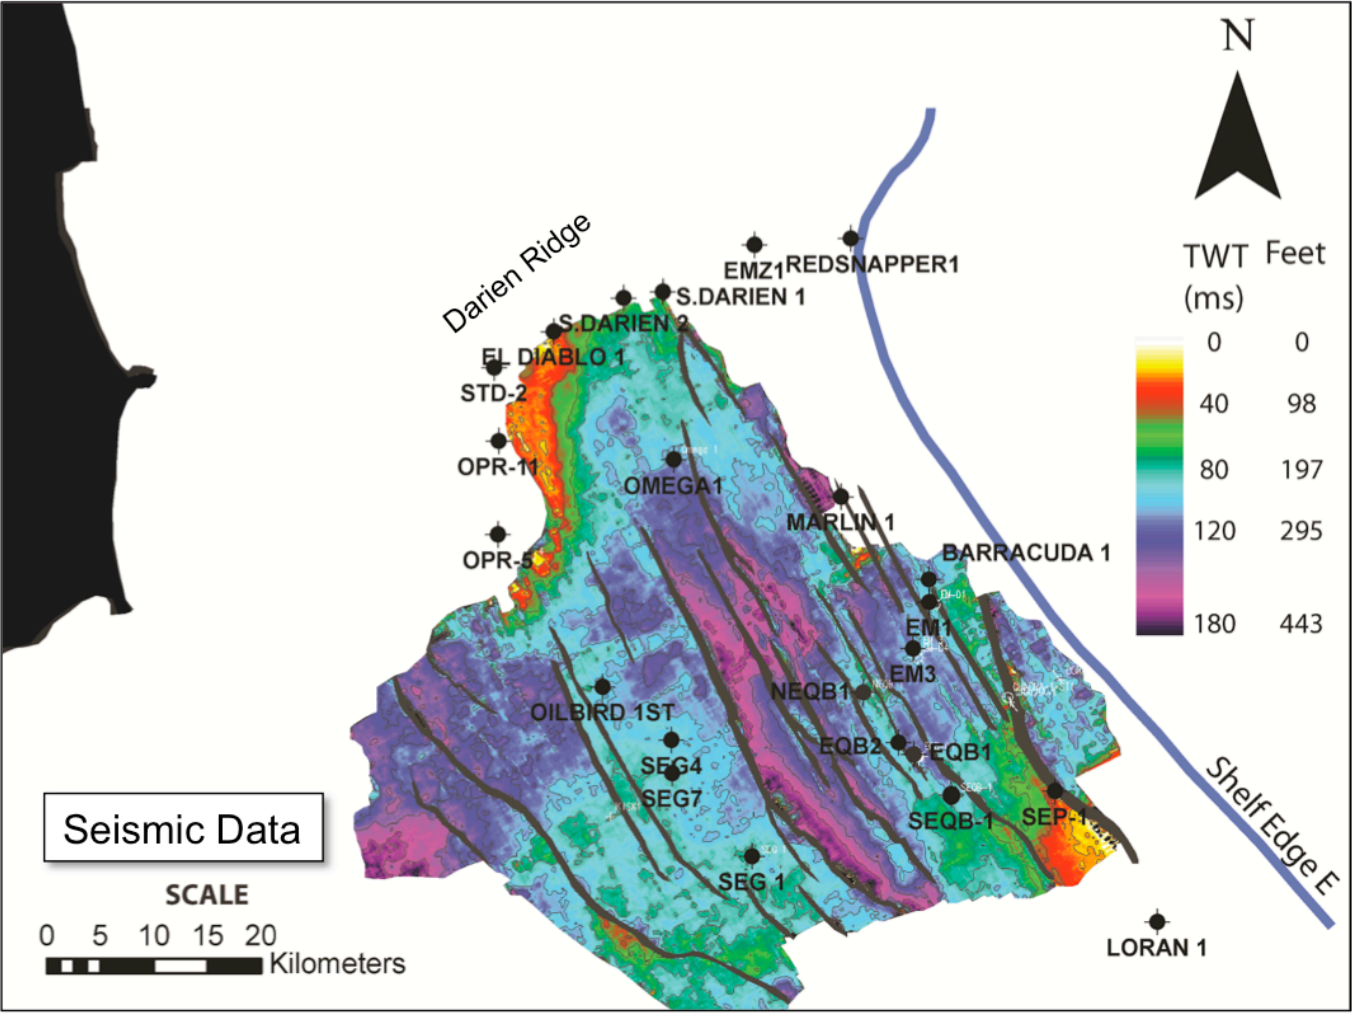 N
Darien Ridge
EMZ1
REDSNAPPER1
S.DARIEN 1
S.DARIEN 2
EL DIABLO 1
STD-2
OPR-11
OMEGA1
OPR-5
MARLIN 1
BARRACUDA 1
EM1
EM3
NEQB1
OILBIRD 1ST
EQB2
EQB1
SEG4
SEG7
SEQB-1
SEP-1
SEG 1
LORAN 1
Shelf Edge E
TWT Feet
(ms)
0 0
40 98
80 197
120 295
180 443
Seismic Data
SCALE
0 5 10 15 20
Kilometers